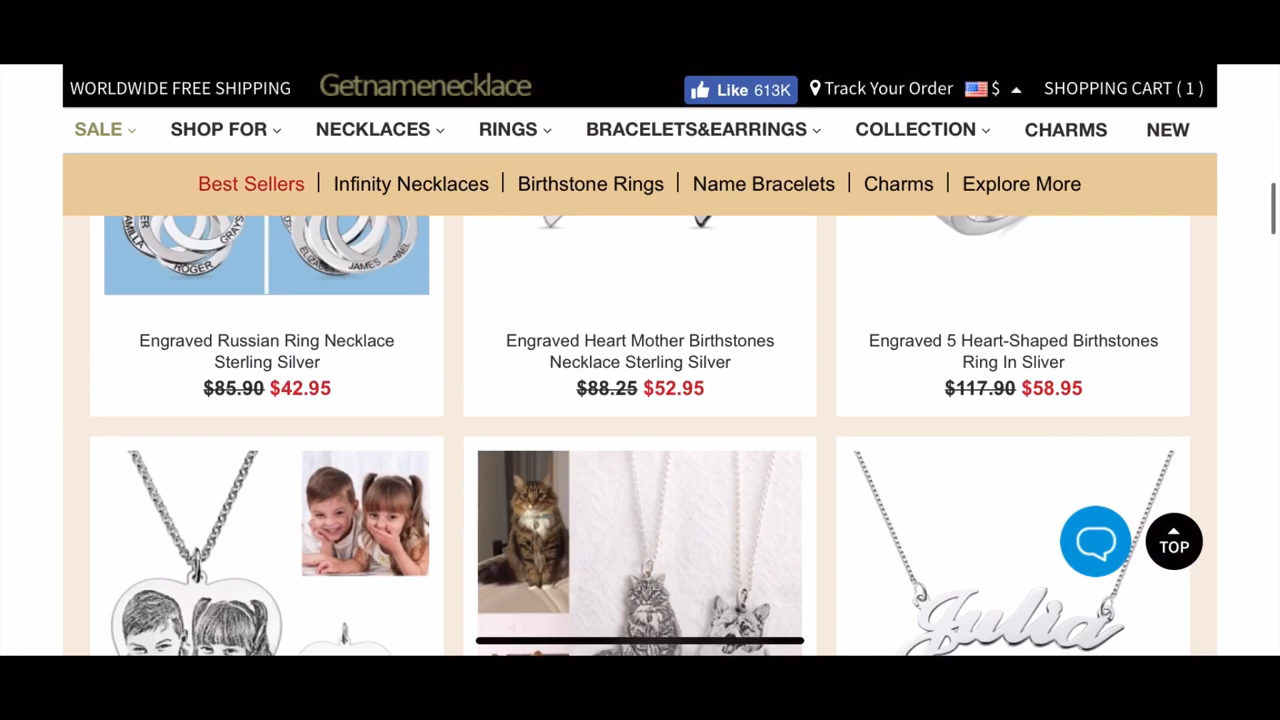 WORLDWIDE FREE SHIPPING Getnamenecklace Like 613K Track Your Order $ SHOPPING CART ( 1 )
SALE SHOP FOR NECKLACES RINGS BRACELETS&EARRINGS COLLECTION CHARMS NEW
Best Sellers Infinity Necklaces Birthstone Rings Name Bracelets Charms Explore More
ROGER JAMES
Engraved Russian Ring Necklace
Sterling Silver
$85.90 $42.95
Engraved Heart Mother Birthstones
Necklace Sterling Silver
$88.25 $52.95
Engraved 5 Heart-Shaped Birthstones
Ring In Sliver
$117.90 $58.95
Julia
TOP